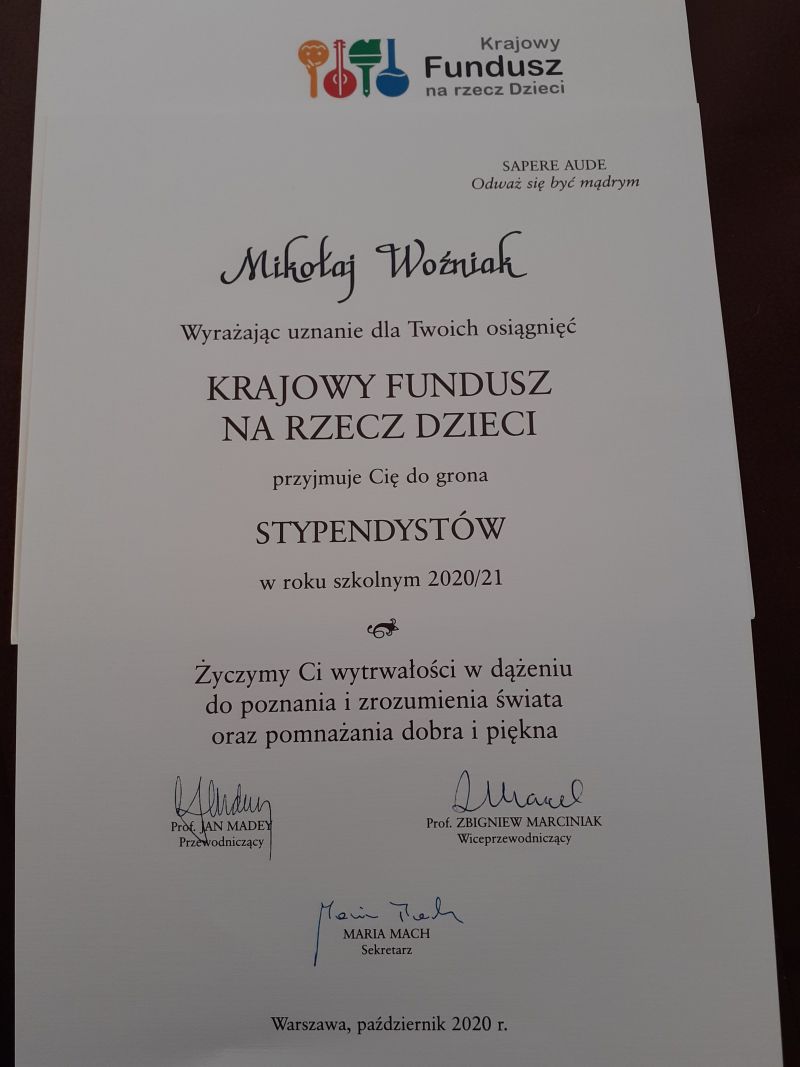 Krajowy
Fundusz
na rzecz Dzieci
SAPERE AUDE
Odważ się być mądrym
Mikołaj Woźniak
Wyrażając uznanie dla Twoich osiągnięć
KRAJOWY FUNDUSZ
NA RZECZ DZIECI
przyjmuje Cię do grona
STYPENDYSTÓW
w roku szkolnym 2020/21
Życzymy Ci wytrwałości w dążeniu
do poznania i zrozumienia świata
oraz pomnażania dobra i piękna
Prof. JAN MADEY
Przewodniczący
Prof. ZBIGNIEW MARCINIAK
Wiceprzewodniczący
Maria Mach
MARIA MACH
Sekretarz
Warszawa, październik 2020 r.